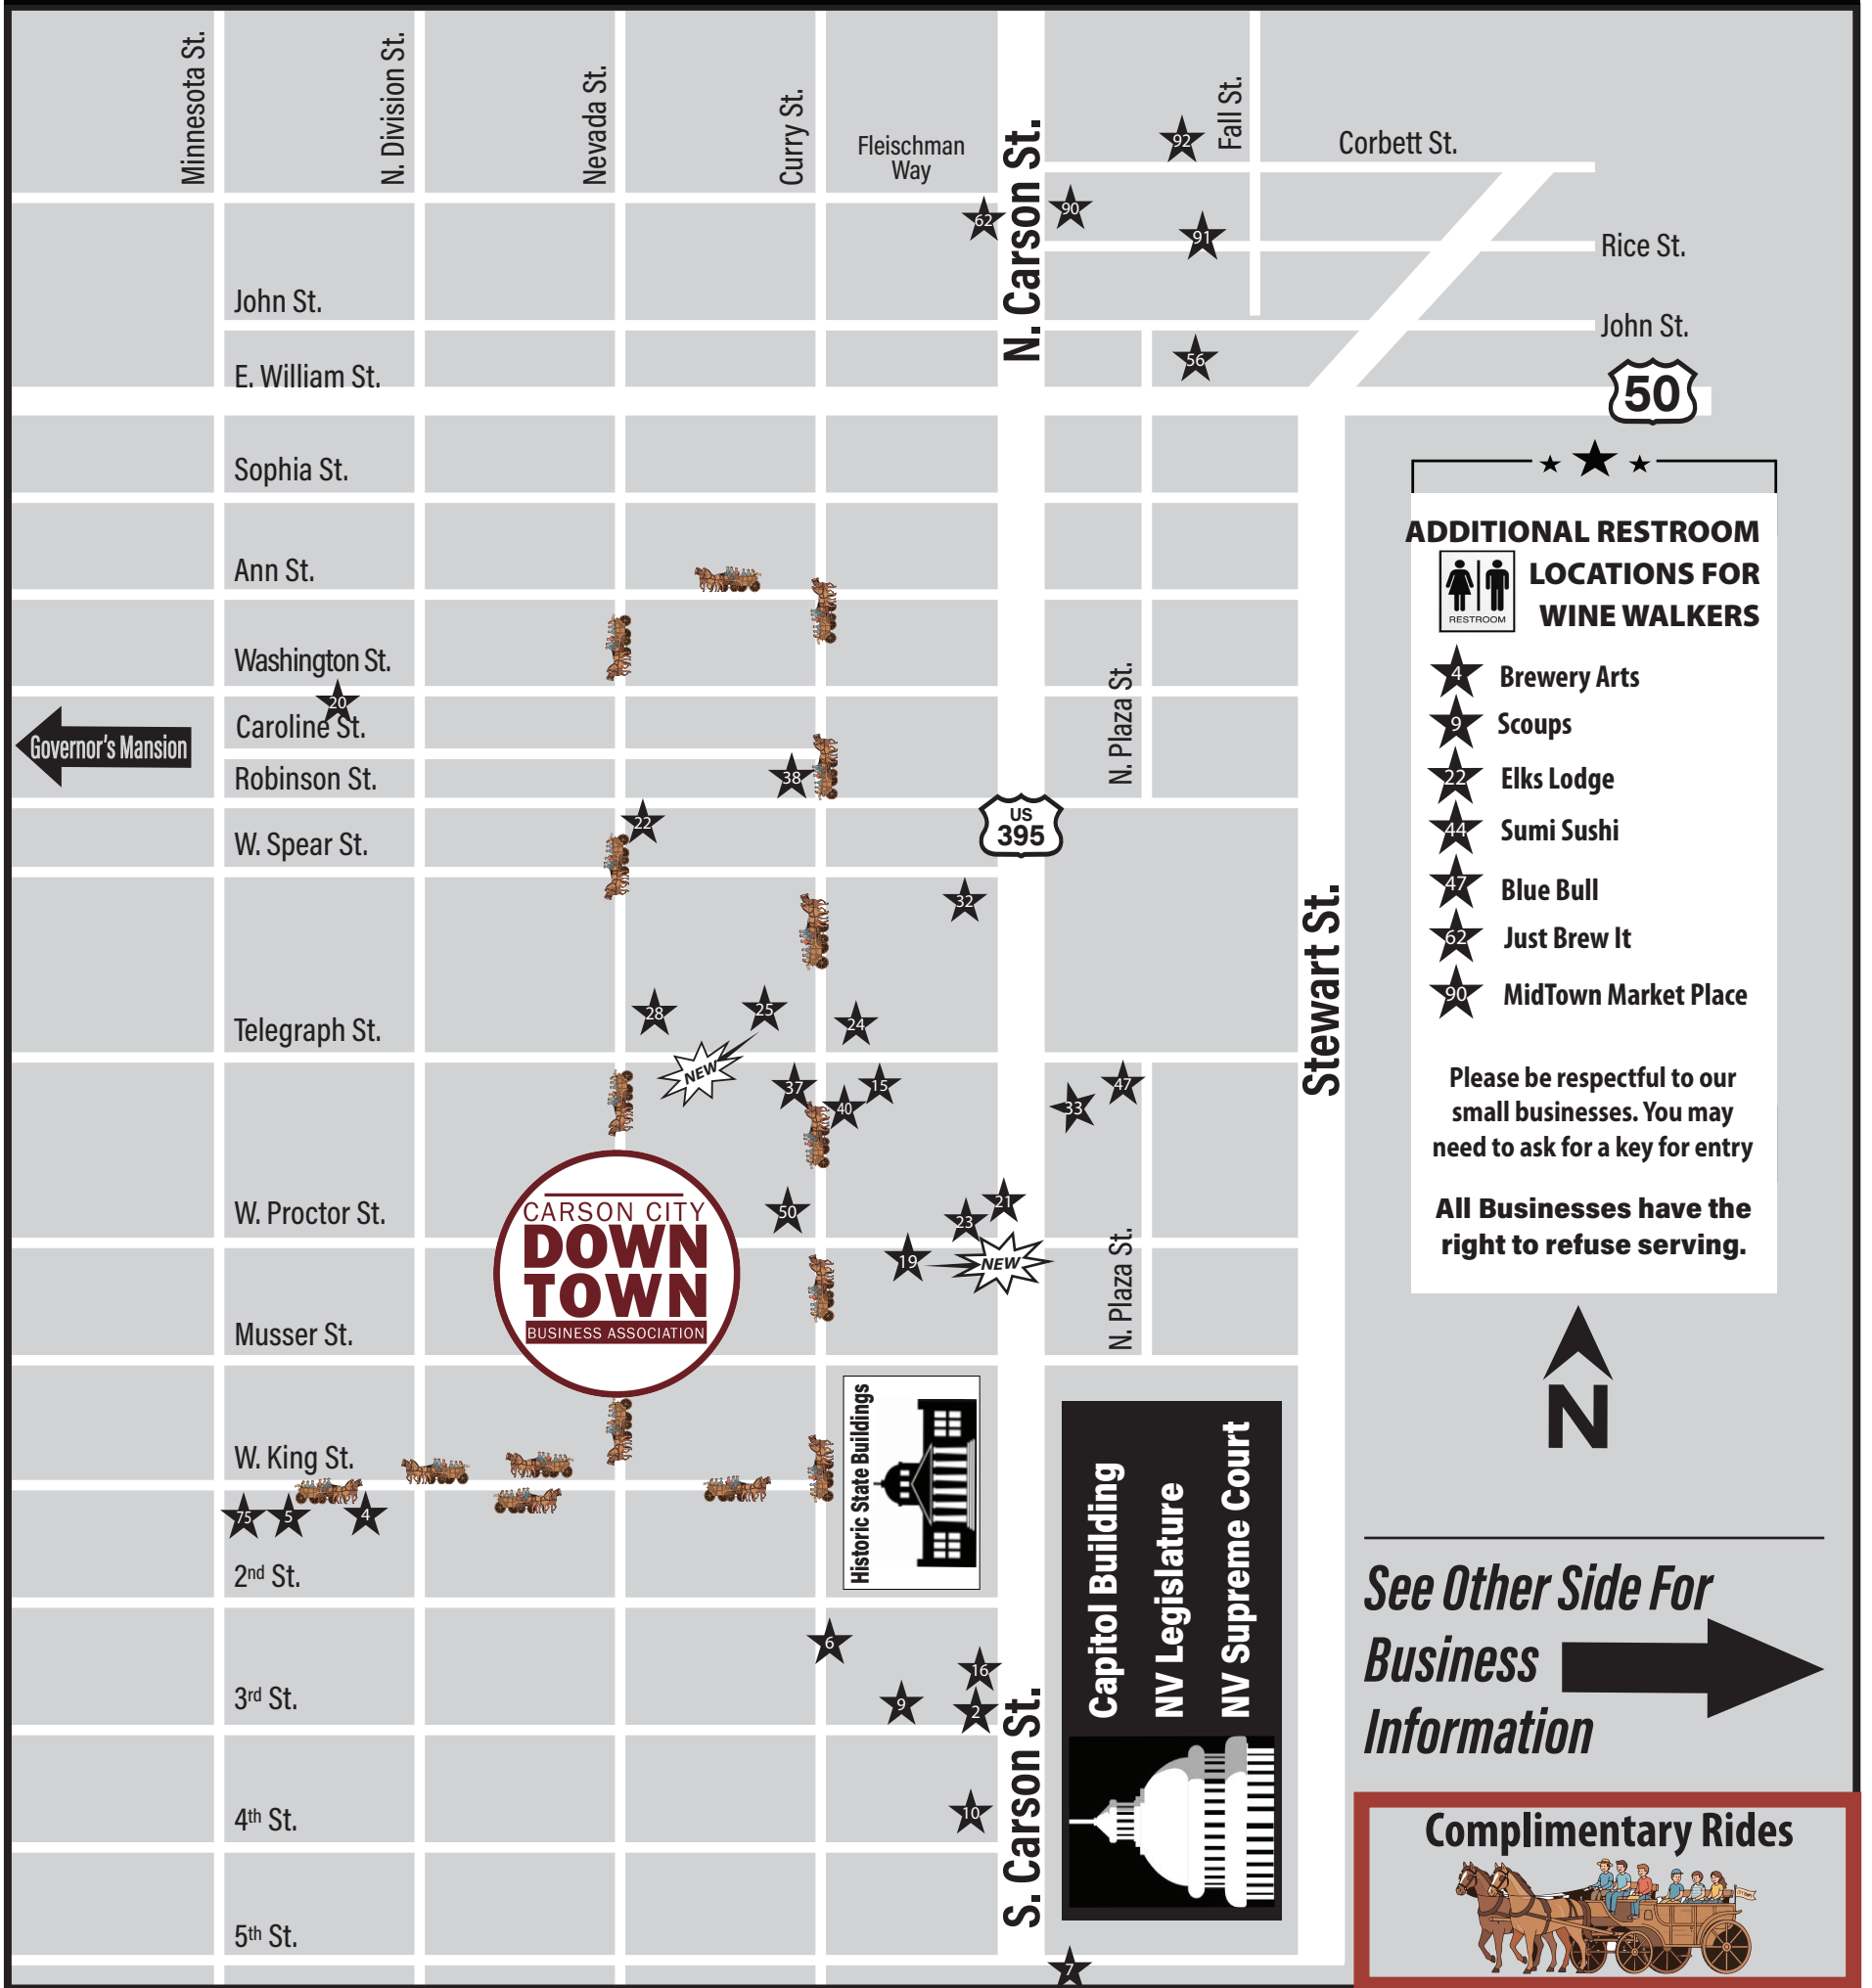 Minnesota St.
N. Division St.
Nevada St.
Curry St.
Fleischman
Way
N. Carson St.
Fall St.
Corbett St.
92
62
90
91
Rice St.
John St.
John St.
56
E. William St.
50
Sophia St.
Ann St.
Washington St.
20
Caroline St.
Governor's Mansion
Robinson St.
38
N. Plaza St.
22
W. Spear St.
US
395
32
Stewart St.
28
25
24
Telegraph St.
NEW
37
15
40
33
47
W. Proctor St.
50
21
23
19
NEW
N. Plaza St.
CARSON CITY
DOWN
TOWN
BUSINESS ASSOCIATION
Musser St.
Historic State Buildings
W. King St.
75
5
4
2nd St.
Capitol Building
NV Legislature
NV Supreme Court
6
16
9
2
3rd St.
S. Carson St.
10
4th St.
5th St.
7
ADDITIONAL RESTROOM
LOCATIONS FOR
WINE WALKERS
RESTROOM
4 Brewery Arts
9 Scoups
22 Elks Lodge
44 Sumi Sushi
47 Blue Bull
62 Just Brew It
90 MidTown Market Place
Please be respectful to our
small businesses. You may
need to ask for a key for entry
All Businesses have the
right to refuse serving.
N
See Other Side For
Business
Information
Complimentary Rides